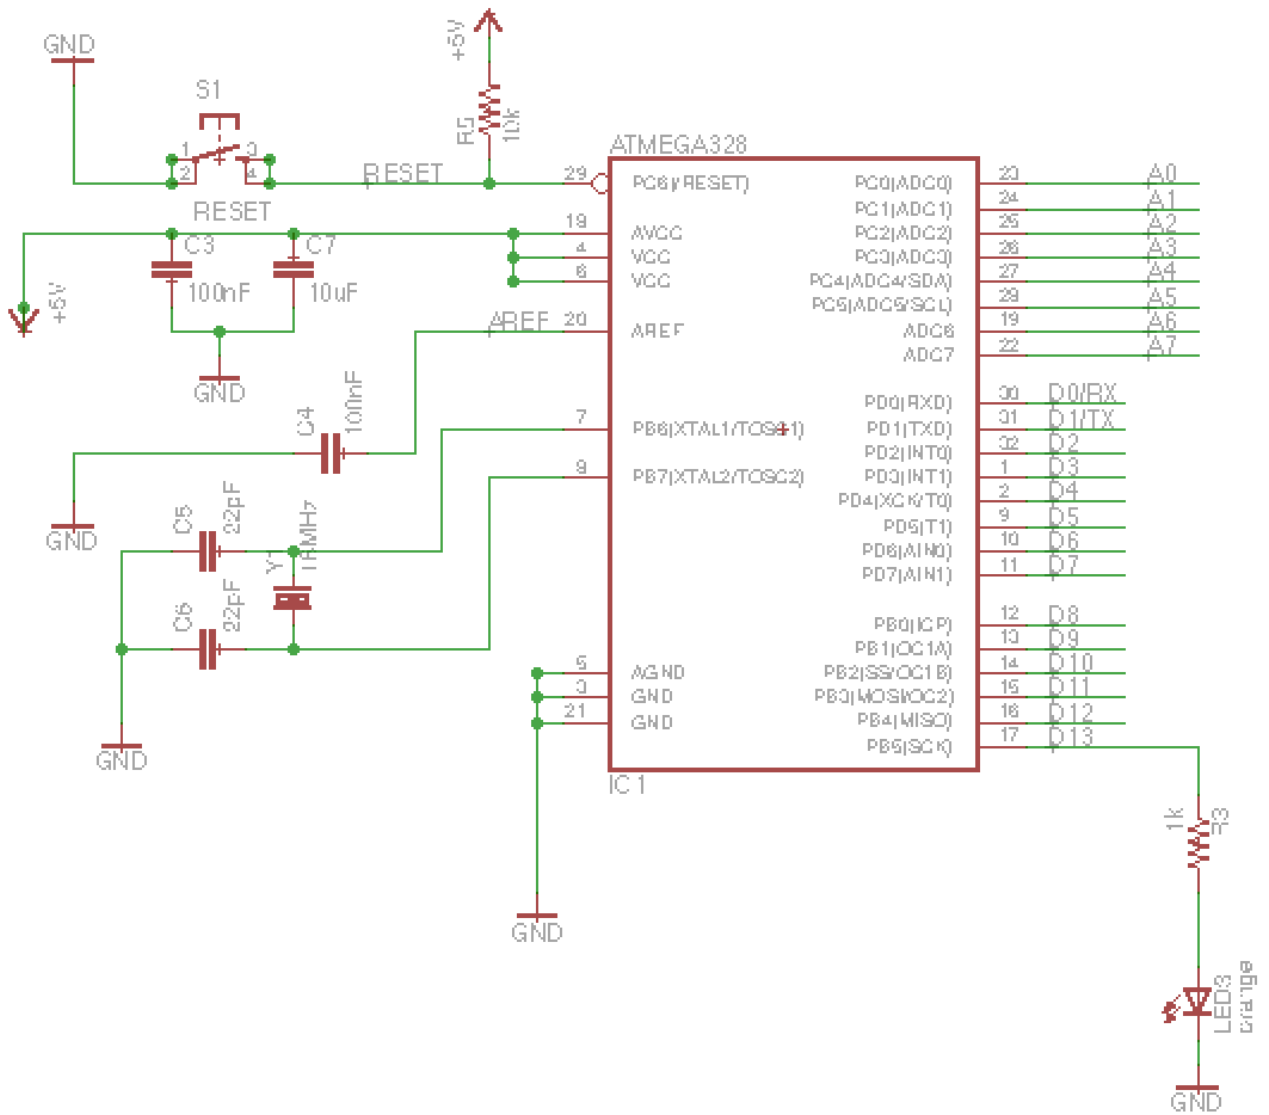 GND
+5V
S1
1
2
3
4
RESET
RESET
R5
10k
ATMEGA328
29
PC6(/RESET)
AVCC
4
VCC
6
VCC
20
AREF
AREF
7
PB6(XTAL1/TOSC1)
PB7(XTAL2/TOSC2)
5
AGND
3
GND
21
GND
IC1
C3
100nF
C7
10uF
+5V
GND
C4
100nF
GND
C5
22pF
C6
22pF
Y1
16MHz
GND
GND
PC0(ADC0)
23
A0
PC1(ADC1)
24
A1
PC2(ADC2)
25
A2
PC3(ADC3)
26
A3
PC4(ADC4/SDA)
27
A4
PC5(ADC5/SCL)
A5
ADC6
19
A6
ADC7
22
A7
PD0(RXD)
30
D0/RX
PD1(TXD)
31
D1/TX
PD2(INT0)
32
D2
PD3(INT1)
1
D3
PD4(XCK/T0)
2
D4
PD5(T1)
9
D5
PD6(AIN0)
10
D6
PD7(AIN1)
11
D7
PB0(ICP)
12
D8
PB1(OC1A)
13
D9
PB2(SS/OC1B)
14
D10
PB3(MOSI/OC2)
15
D11
PB4(MISO)
16
D12
PB5(SCK)
17
D13
1k
R3
LED3
GND